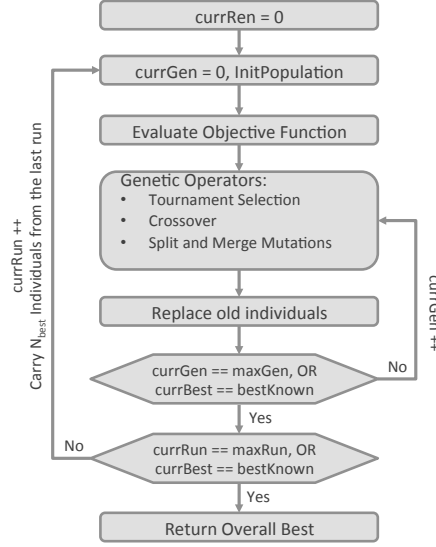 currRen = 0
currGen = 0, InitPopulation
Evaluate Objective Function
Genetic Operators:
• Tournament Selection
• Crossover
• Split and Merge Mutations
Replace old individuals
currGen == maxGen, OR
currBest == bestKnown
No
currGen ++
Yes
currRun == maxRun, OR
currBest == bestKnown
No
currRun ++
Carry Nbest Individuals from the last run
Yes
Return Overall Best